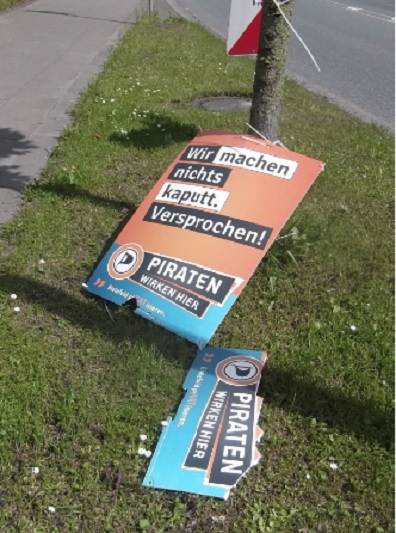 Wir machen
nichts
kaputt.
Versprochen!
PIRATEN
WIRKEN HIER
PIRATEN
WIRKEN HIER